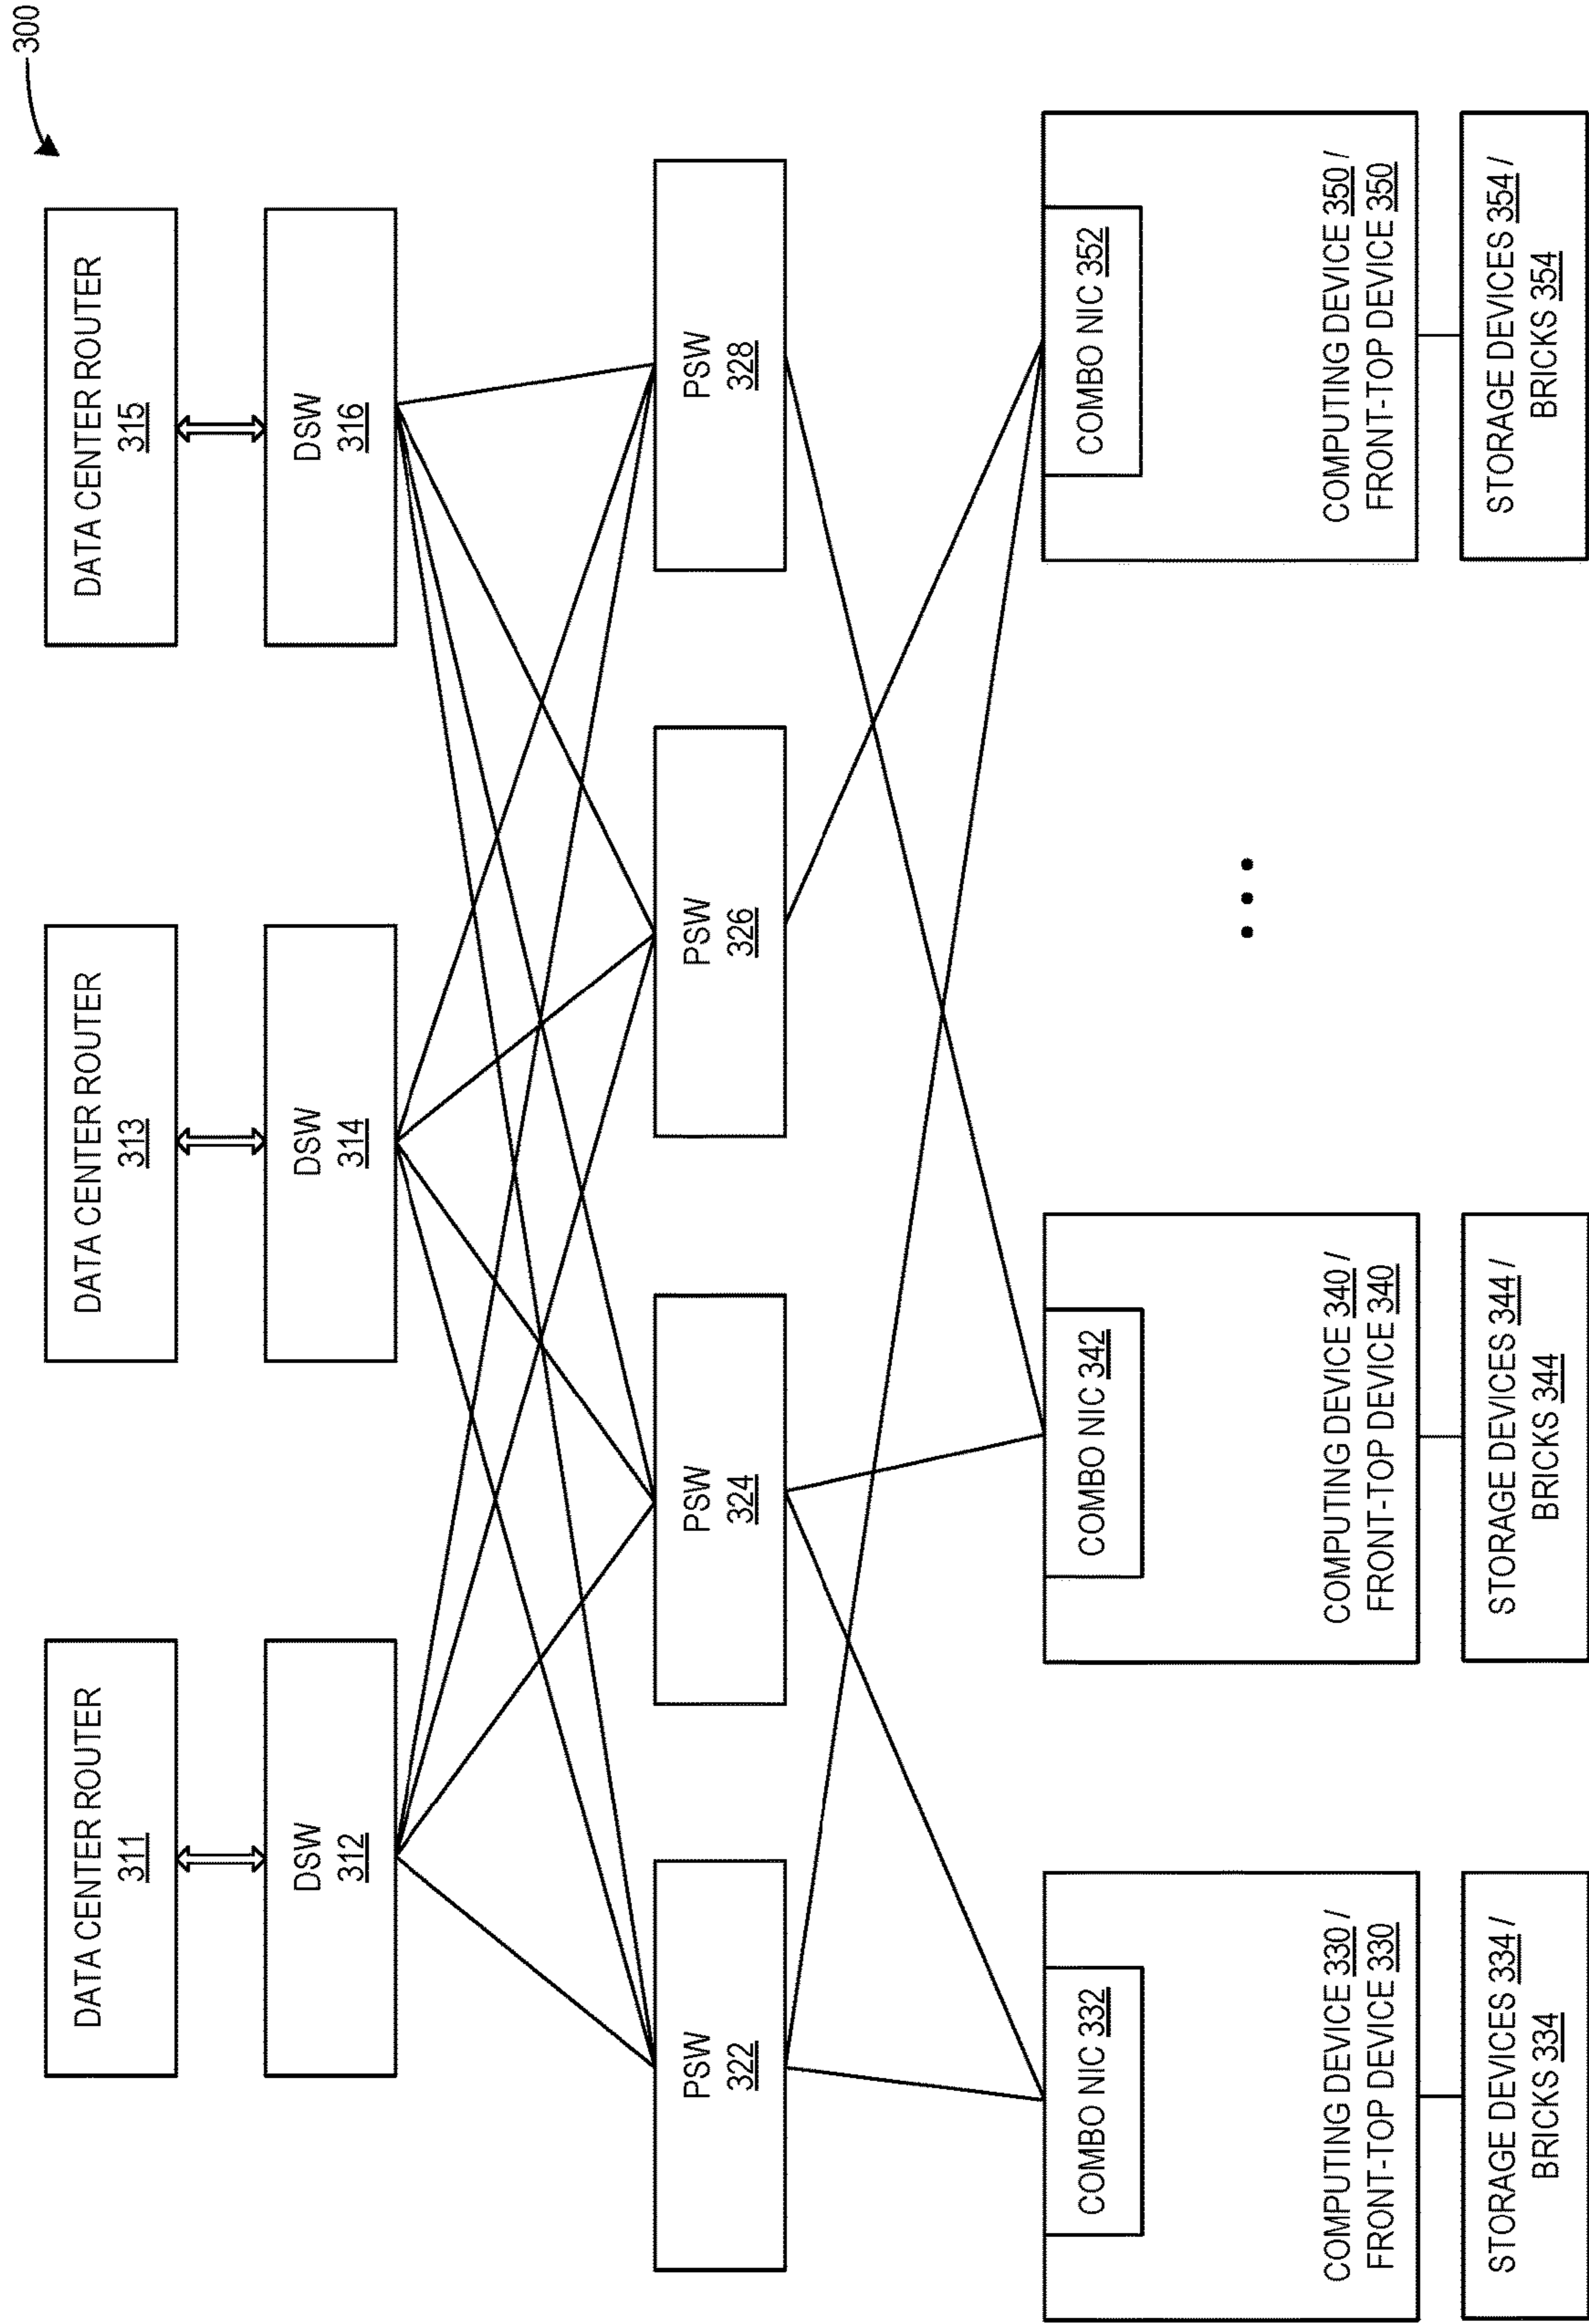 300
DATA CENTER ROUTER
311
DATA CENTER ROUTER
313
DATA CENTER ROUTER
315
DSW
312
DSW
314
DSW
316
PSW
322
PSW
324
PSW
326
PSW
328
COMBO NIC 332
COMPUTING DEVICE 330 /
FRONT-TOP DEVICE 330
COMBO NIC 342
COMPUTING DEVICE 340 /
FRONT-TOP DEVICE 340
...
COMBO NIC 352
COMPUTING DEVICE 350 /
FRONT-TOP DEVICE 350
STORAGE DEVICES 334 /
BRICKS 334
STORAGE DEVICES 344 /
BRICKS 344
STORAGE DEVICES 354 /
BRICKS 354